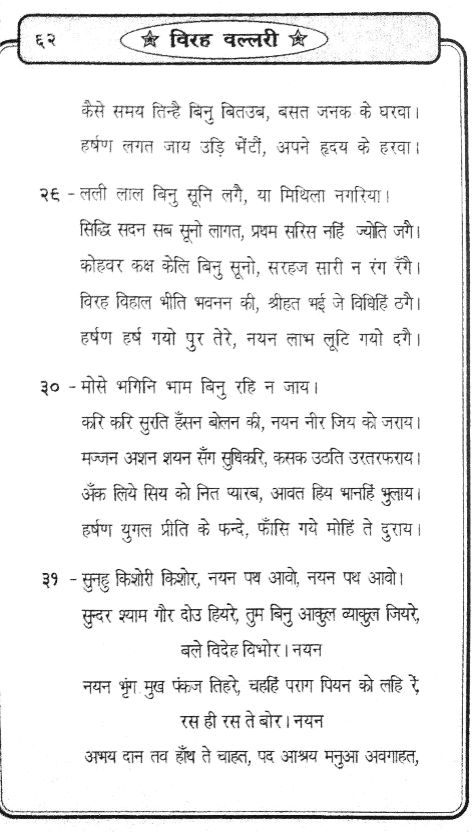 ६२
★ विरह वल्लरी ★
कैसे समय तिन्है बिनु बितउब, बसत जनक के घरवा।
हर्षण लगत जाय उड़ि भेंटौं, अपने हृदय के हरवा।
२९ - लली लाल बिनु सूनि लगै, या मिथिला नगरिया।
सिद्धि सदन सब सूनो लागत, प्रथम सरिस नहिं ज्योति जगै।
कोहवर कक्ष केलि बिनु सूनो, सरहज सारी न रंग रँगै।
विरह विहाल भीति भवनन की, श्रीहत भई जे विधिहिं ठगै।
हर्षण हर्ष गयो पुर तेरे, नयन लाभ लूटि गयो दगै।
३० - मोसे भगिनि भाम बिनु रहि न जाय।
करि करि सुरति हँसन बोलन की, नयन नीर जिय को जराय।
मज्जन अशन शयन सँग सुधिकरि, कसक उठति उरतरफराय।
अँक लिये सिय को नित प्यारब, आवत हिय भानहिं भुलाय।
हर्षण युगल प्रीति के फन्दे, फाँसि गये मोहिं ते दुराय।
३१ - सुनहु किशोरी किशोर, नयन पथ आवो, नयन पथ आवो।
सुन्दर श्याम गौर दोउ हियरे, तुम बिनु आकुल व्याकुल जियरे,
बले विदेह विभोर। नयन
नयन भृंग मुख पंकज तिहरे, चहहिं पराग पियन को लहि रें,
रस ही रस ते बोर। नयन
अभय दान तव हाँथ ते चाहत, पद आश्रय मनुआ अवगाहत,